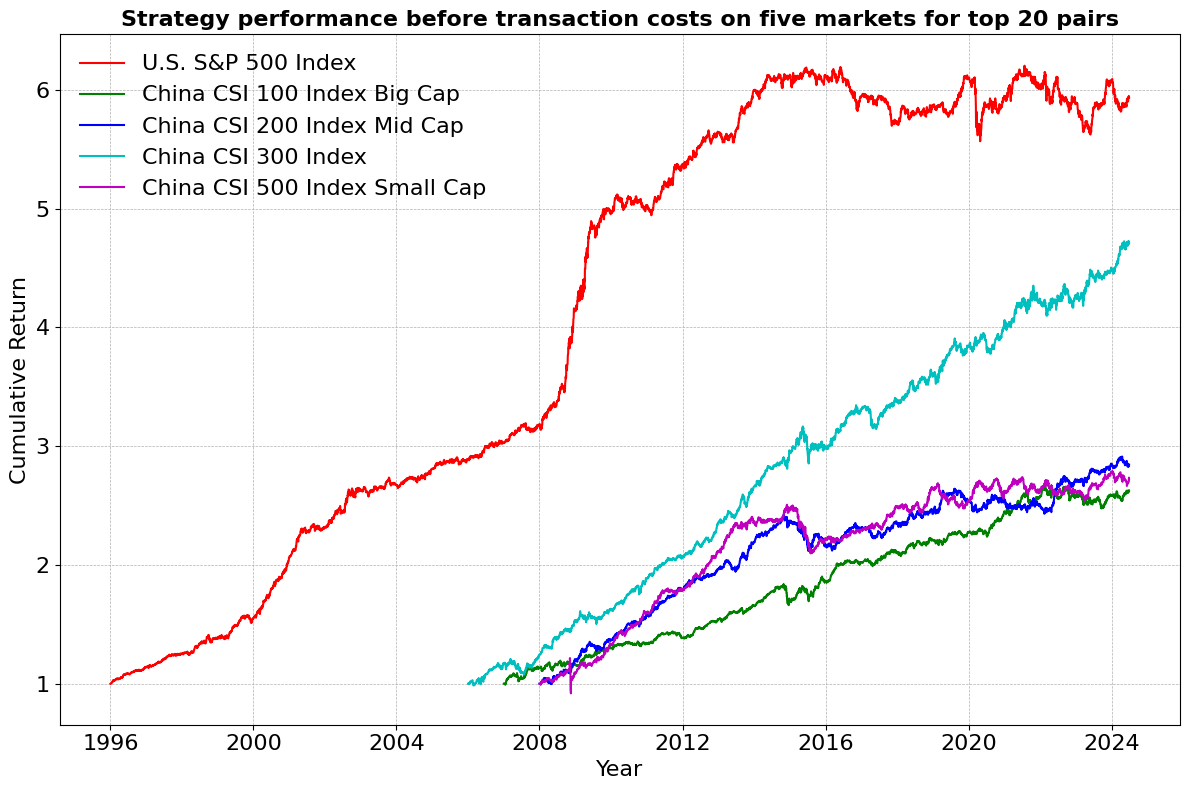 Strategy performance before transaction costs on five markets for top 20 pairs
U.S. S&P 500 Index
China CSI 100 Index Big Cap
China CSI 200 Index Mid Cap
China CSI 300 Index
China CSI 500 Index Small Cap
Cumulative Return
6
5
4
3
2
1
1996 2000 2004 2008 2012 2016 2020 2024
Year